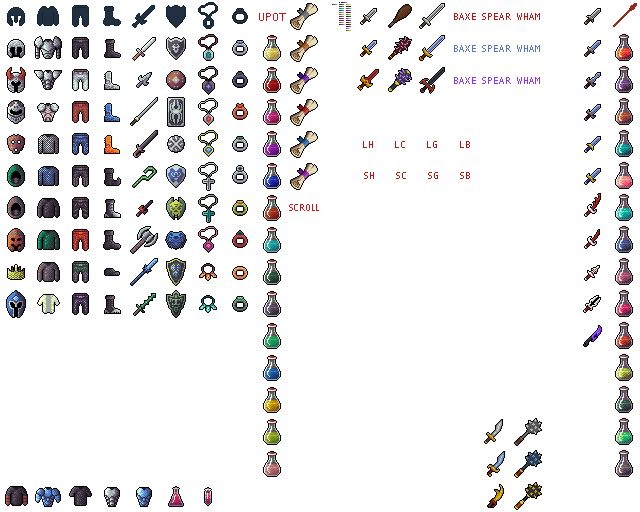 UPOT
BAXE SPEAR WHAM
BAXE SPEAR WHAM
BAXE SPEAR WHAM
LH LC LG LB
SH SC SG SB
SCROLL